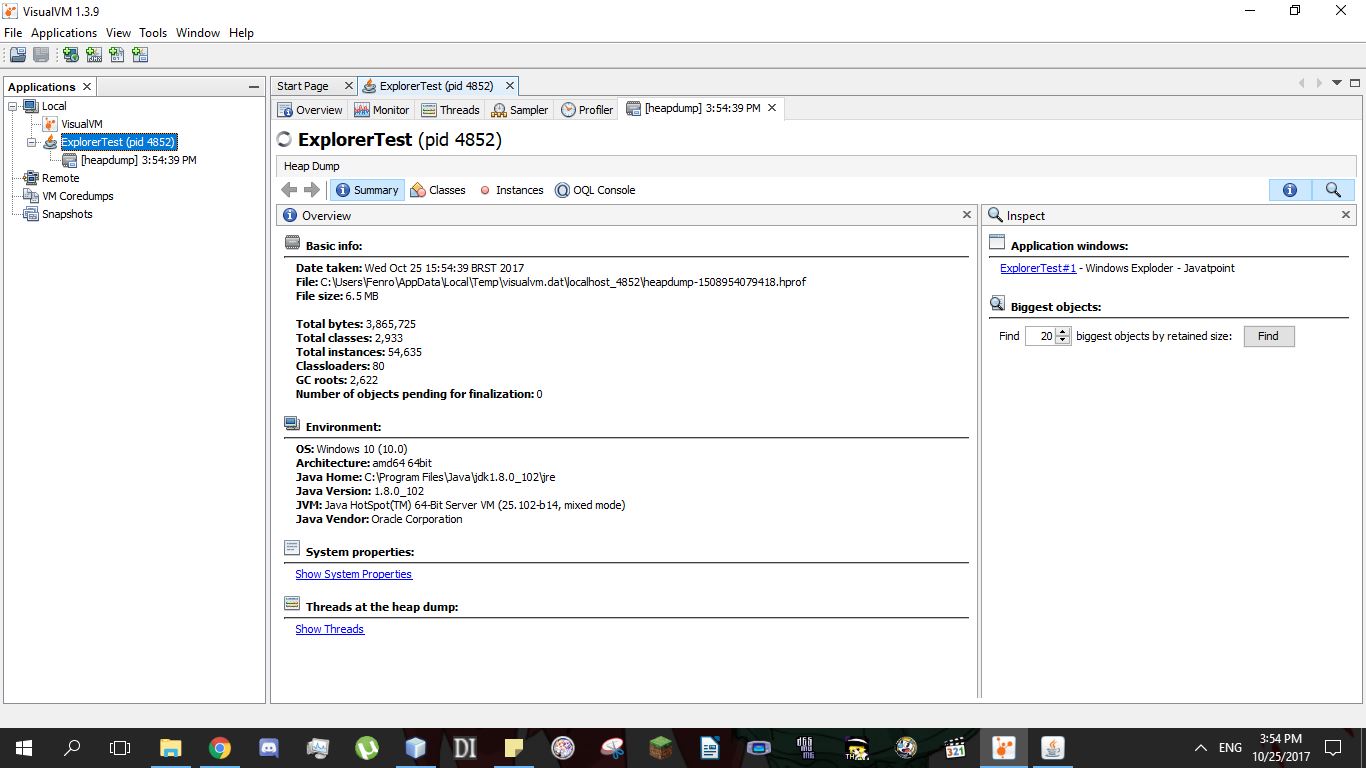 VisualVM 1.3.9
File Applications View Tools Window Help
Applications
Local
VisualVM
ExplorerTest (pid 4852)
[heapdump] 3:54:39 PM
Remote
VM Coredumps
Snapshots
Start Page ExplorerTest (pid 4852)
Overview Monitor Threads Sampler Profiler [heapdump] 3:54:39 PM
ExplorerTest (pid 4852)
Heap Dump
Summary Classes Instances OQL Console
Overview
Basic info:
Date taken: Wed Oct 25 15:54:39 BRST 2017
File: C:\Users\Fenro\AppData\Local\Temp\visualvm.dat\localhost_4852\heapdump-1508954079418.hprof
File size: 6.5 MB
Total bytes: 3,865,725
Total classes: 2,933
Total instances: 54,635
Classloaders: 80
GC roots: 2,622
Number of objects pending for finalization: 0
Environment:
OS: Windows 10 (10.0)
Architecture: amd64 64bit
Java Home: C:\Program Files\Java\jdk1.8.0_102\jre
Java Version: 1.8.0_102
JVM: Java HotSpot(TM) 64-Bit Server VM (25.102-b14, mixed mode)
Java Vendor: Oracle Corporation
System properties:
Show System Properties
Threads at the heap dump:
Show Threads
Inspect
Application windows:
ExplorerTest#1 - Windows Exploder - Javatpoint
Biggest objects:
Find 20 biggest objects by retained size: Find
DI
321
ENG
3:54 PM
10/25/2017